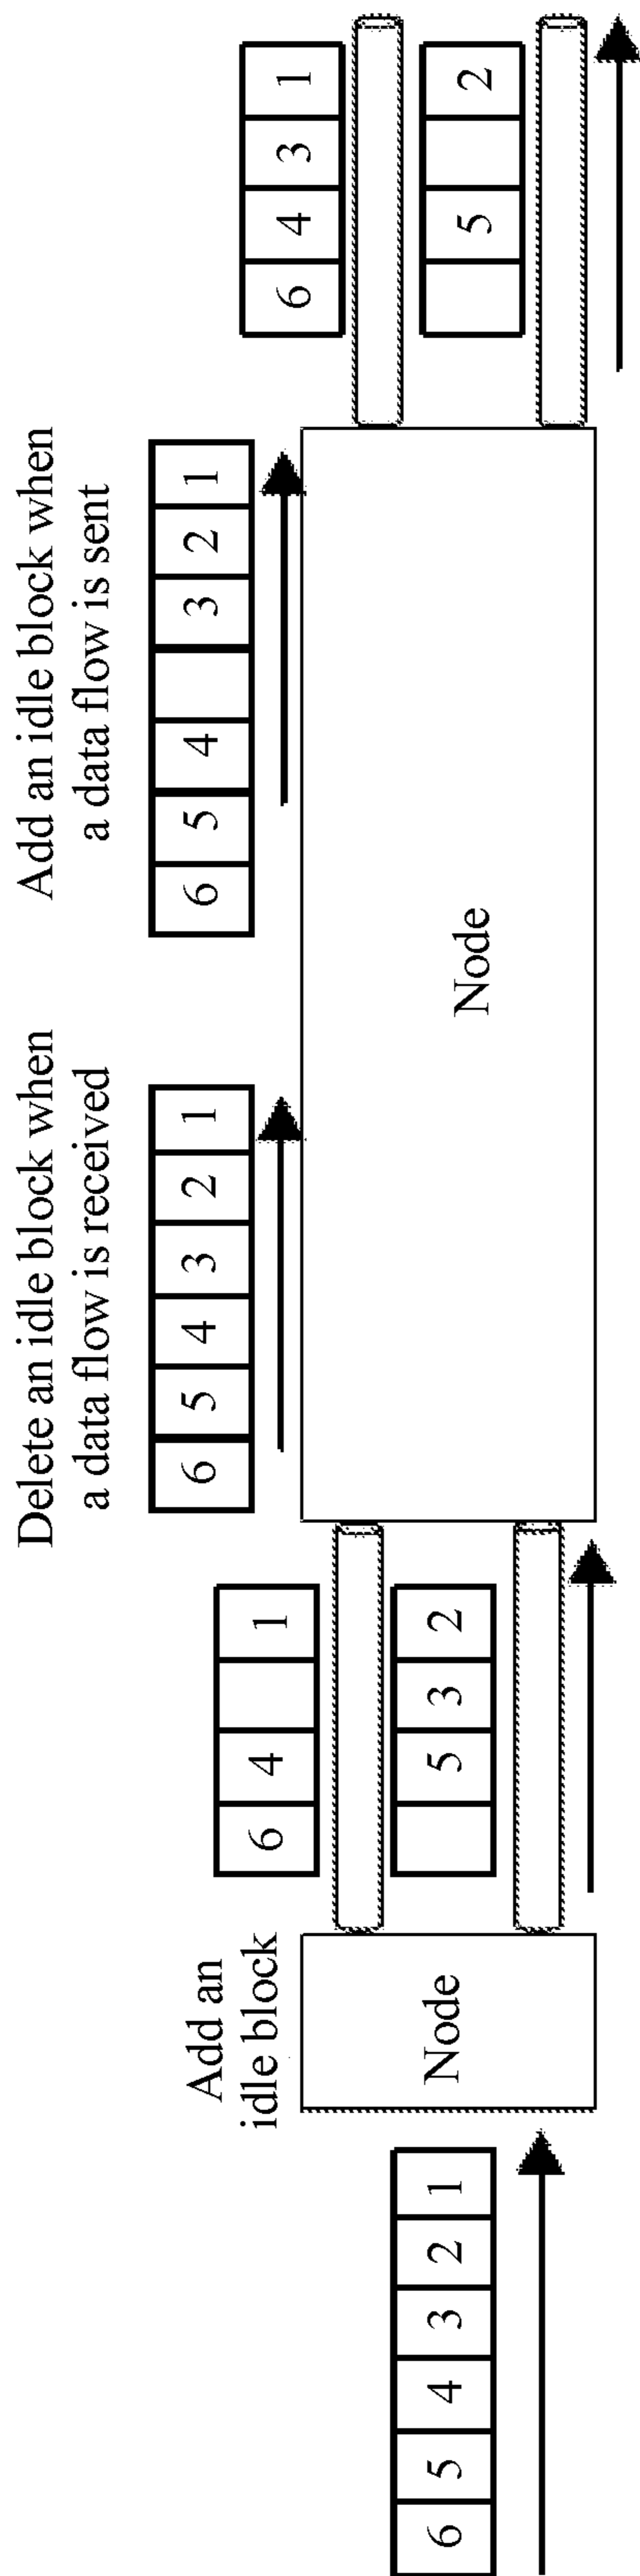 6 5 4 3 2 1
Add an
idle block
Node
6 4 1
5 3 2
Delete an idle block when
a data flow is received
6 5 4 3 2 1
Add an idle block when
a data flow is sent
6 5 4 3 2 1
Node
6 4 3 1
5 2